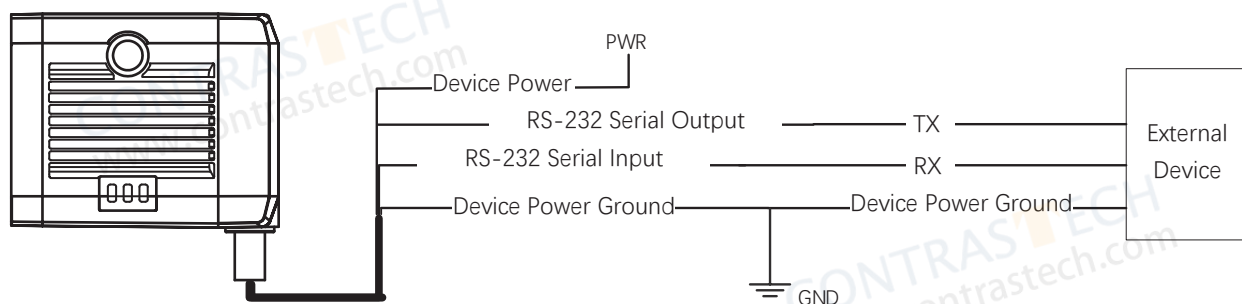 CONTRASTECH
www.contrastech.com
PWR
Device Power
RS-232 Serial Output
TX
RS-232 Serial Input
RX
External
Device
Device Power Ground
Device Power Ground
GND
CONTRASTECH
contrastech.com